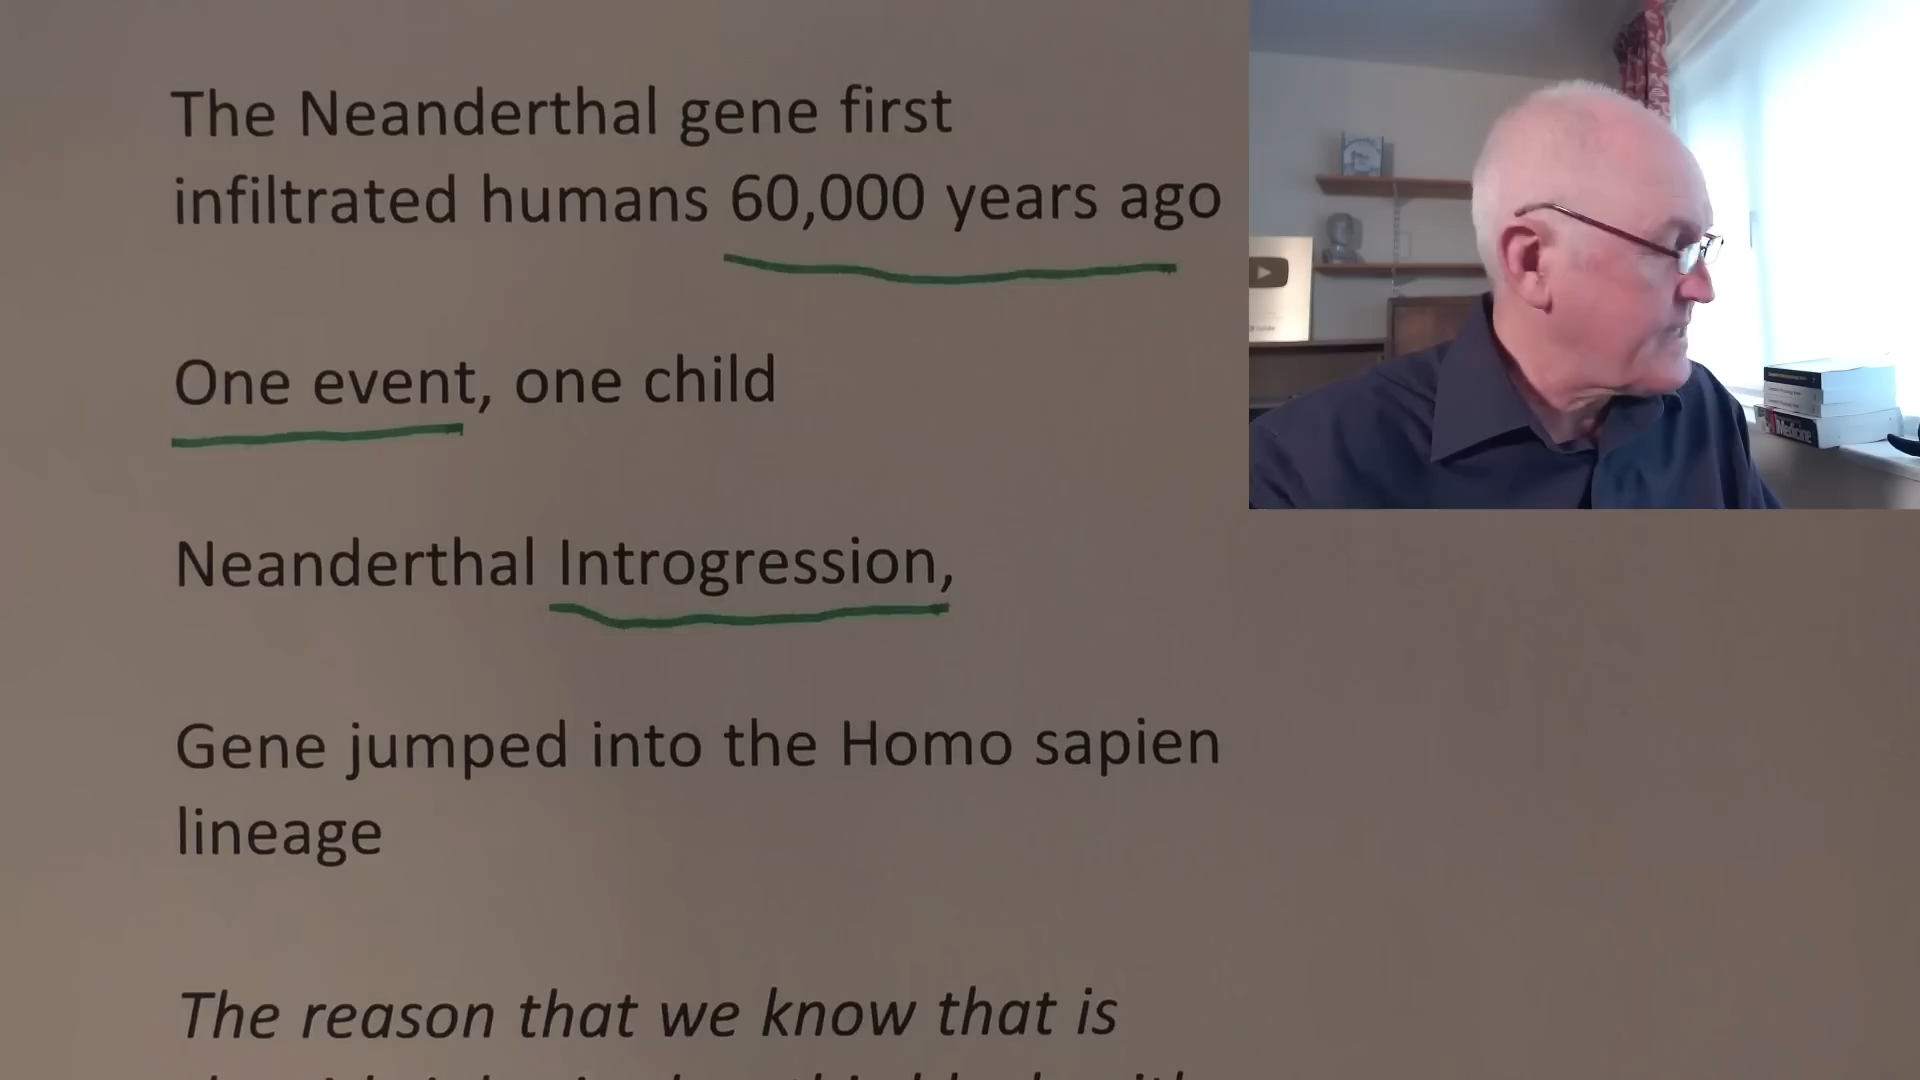 The Neanderthal gene first
infiltrated humans 60,000 years ago
One event, one child
Neanderthal Introgression,
Gene jumped into the Homo sapien
lineage
The reason that we know that is
Medicine